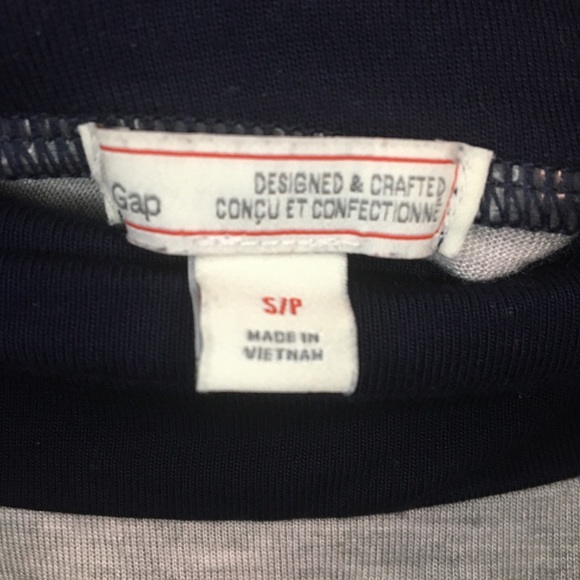 Gap
DESIGNED & CRAFTED
CONÇU ET CONFECTIONNÉ
S/P
MADE IN
VIETNAM